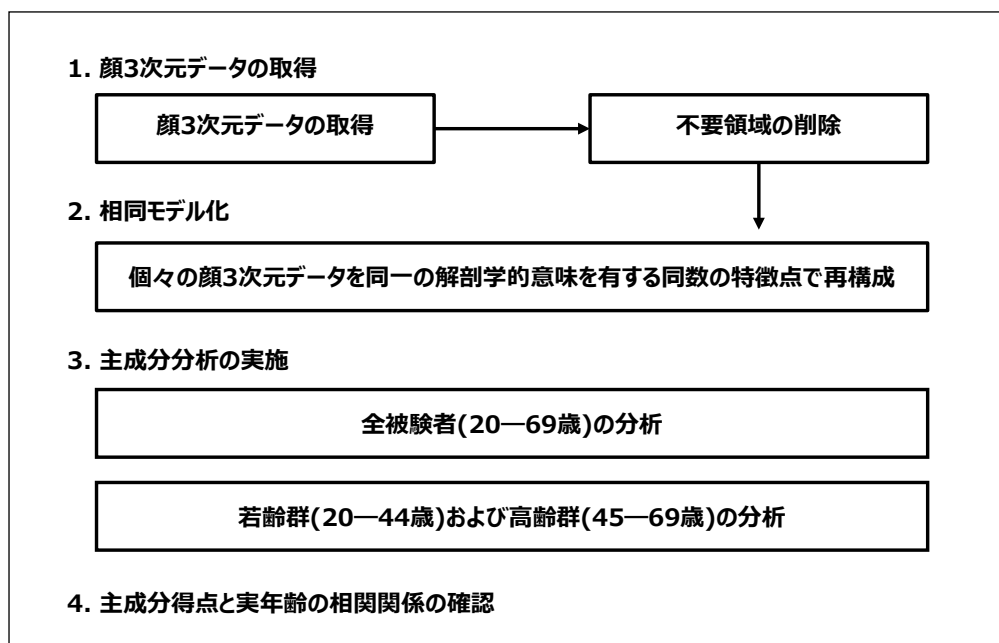 1. 顔3次元データの取得
顔3次元データの取得
不要領域の削除
2. 相同モデル化
個々の顔3次元データを同一の解剖学的意味を有する同数の特徴点で再構成
3. 主成分分析の実施
全被験者(20―69歳)の分析
若齢群(20―44歳)および高齢群(45―69歳)の分析
4. 主成分得点と実年齢の相関関係の確認